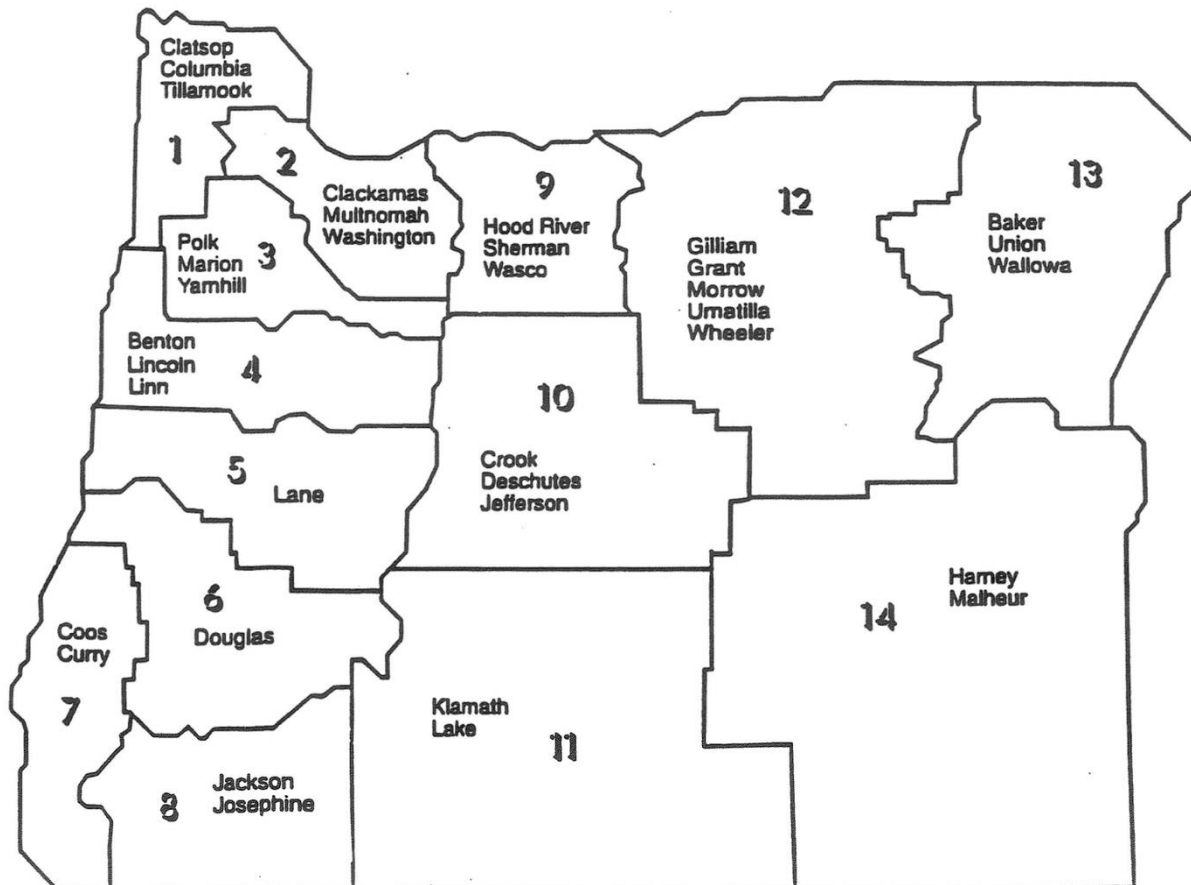 Clatsop
Columbia
Tillamook
1
2
Clackamas
Multnomah
Washington
3
Polk
Marion
Yamhill
Benton
Lincoln
Linn
4
5
Lane
6
Douglas
Coos
Curry
7
8
Jackson
Josephine
9
Hood River
Sherman
Wasco
10
Crook
Deschutes
Jefferson
Klamath
Lake
11
12
Gilliam
Grant
Morrow
Umatilla
Wheeler
13
Baker
Union
Wallowa
Harney
Malheur
14